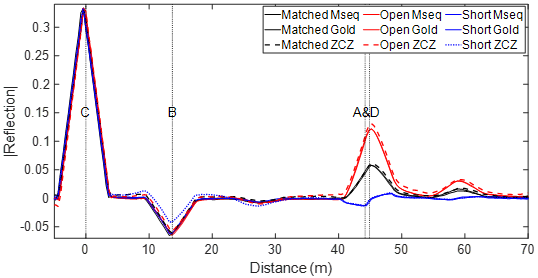 Matched Mseq Open Mseq Short Mseq
Matched Gold Open Gold Short Gold
Matched ZCZ Open ZCZ Short ZCZ
0.3
0.25
0.2
0.15
0.1
0.05
0
-0.05
C B A&D
0 10 20 30 40 50 60 70
||Reflection|
Distance (m)